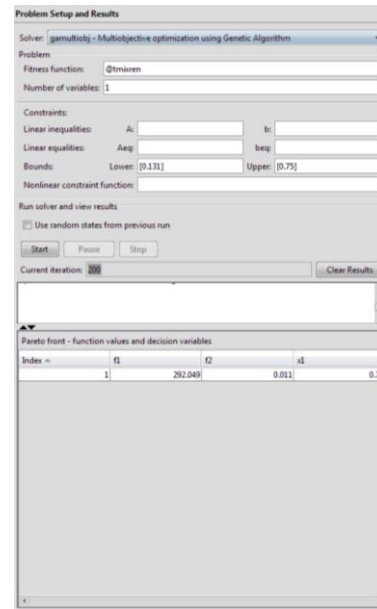 Problem Setup and Results
Solver: gamultiobj - Multiobjective optimization using Genetic Algorithm
Problem
Fitness function: @tmixren
Number of variables: 1
Constraints:
Linear inequalities: A: b:
Linear equalities: Aeq: beq:
Bounds: Lower: [0.131] Upper: [0.75]
Nonlinear constraint function:
Run solver and view results
Use random states from previous run
Start Pause Stop
Current iteration: 200 Clear Results
Pareto front - function values and decision variables
Index f1 f2 x1
1 292.049 0.011